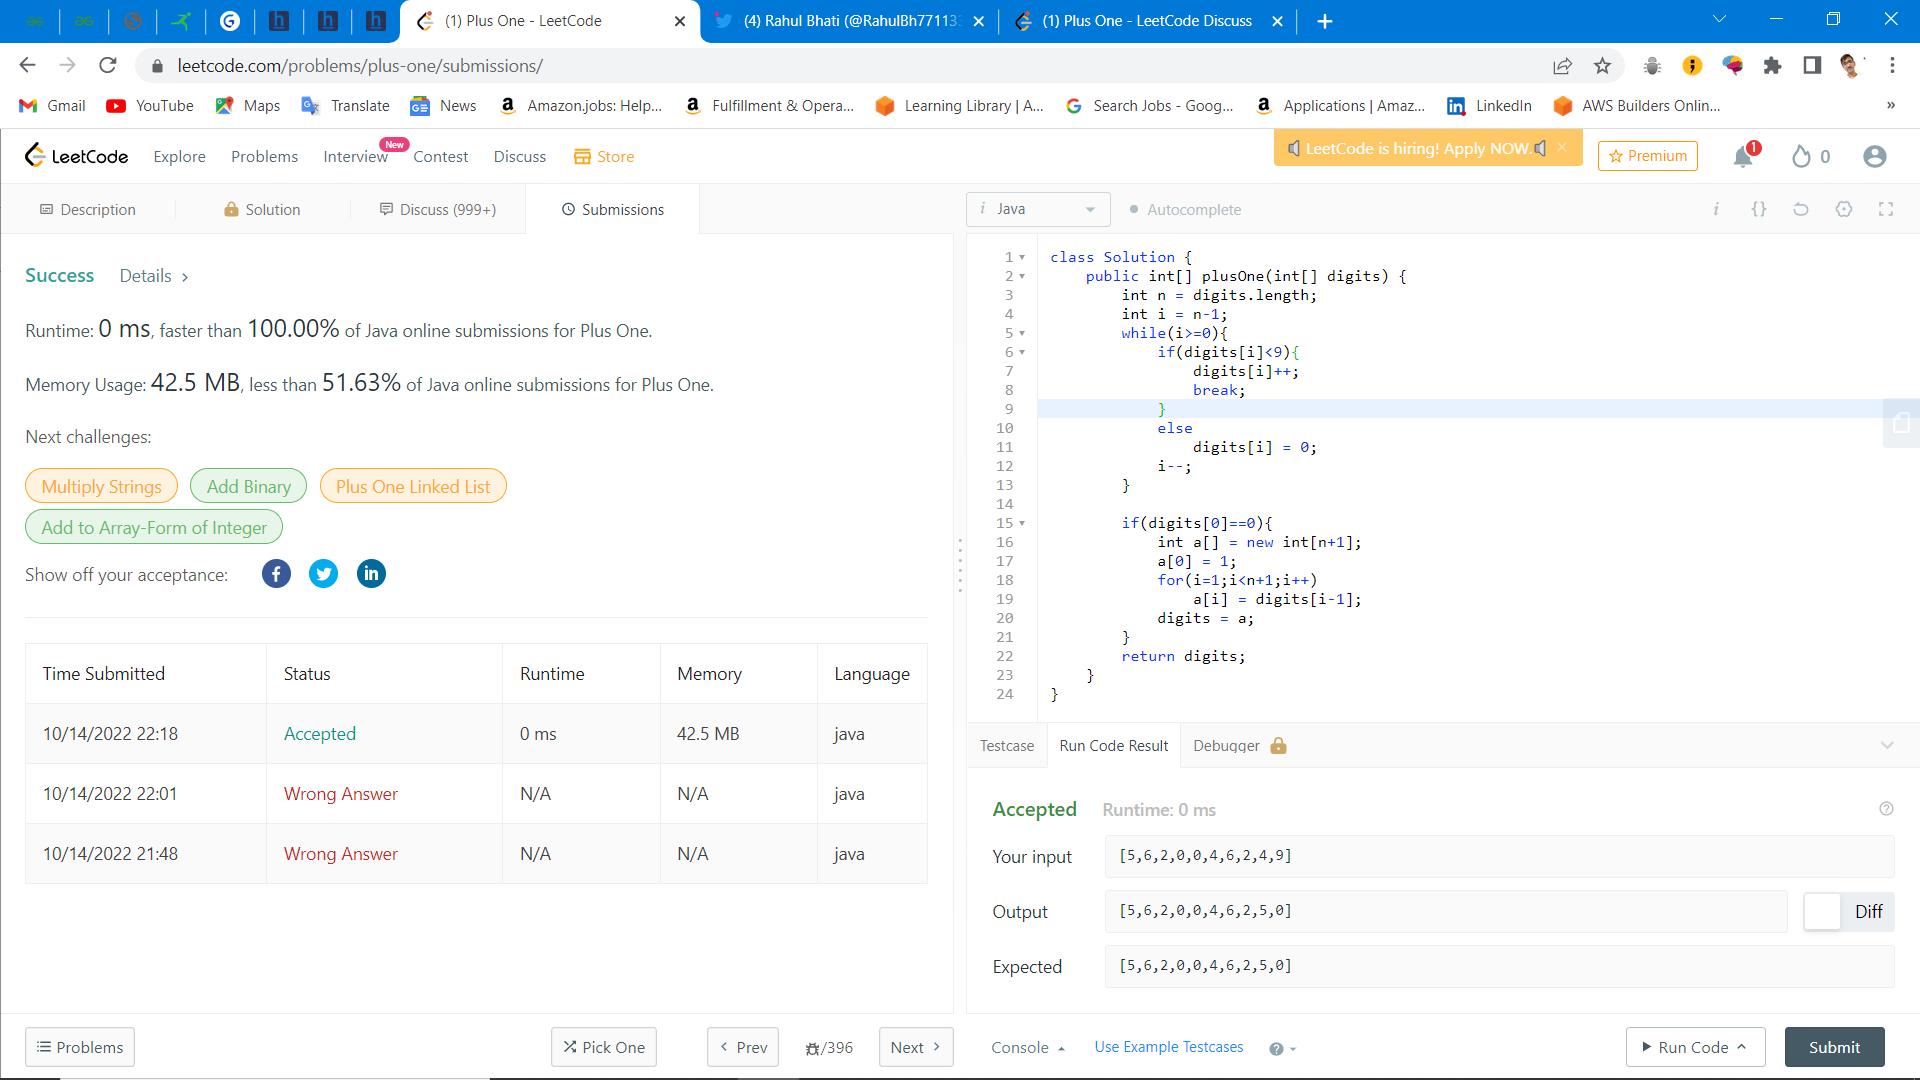 (1) Plus One - LeetCode
(4) Rahul Bhati (@RahulBh77113
(1) Plus One - LeetCode Discuss
leetcode.com/problems/plus-one/submissions/
Gmail
YouTube
Maps
Translate
News
Amazon.jobs: Help...
Fulfillment & Opera...
Learning Library | A...
Search Jobs - Goog...
Applications | Amaz...
LinkedIn
AWS Builders Onlin...
»
LeetCode
Explore
Problems
Interview
New
Contest
Discuss
Store
LeetCode is hiring! Apply NOW.
Premium
1
0
Description
Solution
Discuss (999+)
Submissions
i Java
Autocomplete
i {}
Success
Details >
Runtime: 0 ms, faster than 100.00% of Java online submissions for Plus One.
Memory Usage: 42.5 MB, less than 51.63% of Java online submissions for Plus One.
Next challenges:
Multiply Strings
Add Binary
Plus One Linked List
Add to Array-Form of Integer
Show off your acceptance:
Time Submitted Status Runtime Memory Language
10/14/2022 22:18 Accepted 0 ms 42.5 MB java
10/14/2022 22:01 Wrong Answer N/A N/A java
10/14/2022 21:48 Wrong Answer N/A N/A java
1 class Solution {
2     public int[] plusOne(int[] digits) {
3         int n = digits.length;
4         int i = n-1;
5         while(i>=0){
6             if(digits[i]<9){
7                 digits[i]++;
8                 break;
9             }
10             else
11                 digits[i] = 0;
12             i--;
13         }
14
15         if(digits[0]==0){
16             int a[] = new int[n+1];
17             a[0] = 1;
18             for(i=1;i<n+1;i++)
19                 a[i] = digits[i-1];
20             digits = a;
21         }
22         return digits;
23     }
24 }
Testcase
Run Code Result
Debugger
Accepted Runtime: 0 ms
Your input [5,6,2,0,0,4,6,2,4,9]
Output [5,6,2,0,0,4,6,2,5,0] Diff
Expected [5,6,2,0,0,4,6,2,5,0]
Problems
Pick One
< Prev
/396
Next >
Console
Use Example Testcases
Run Code
Submit